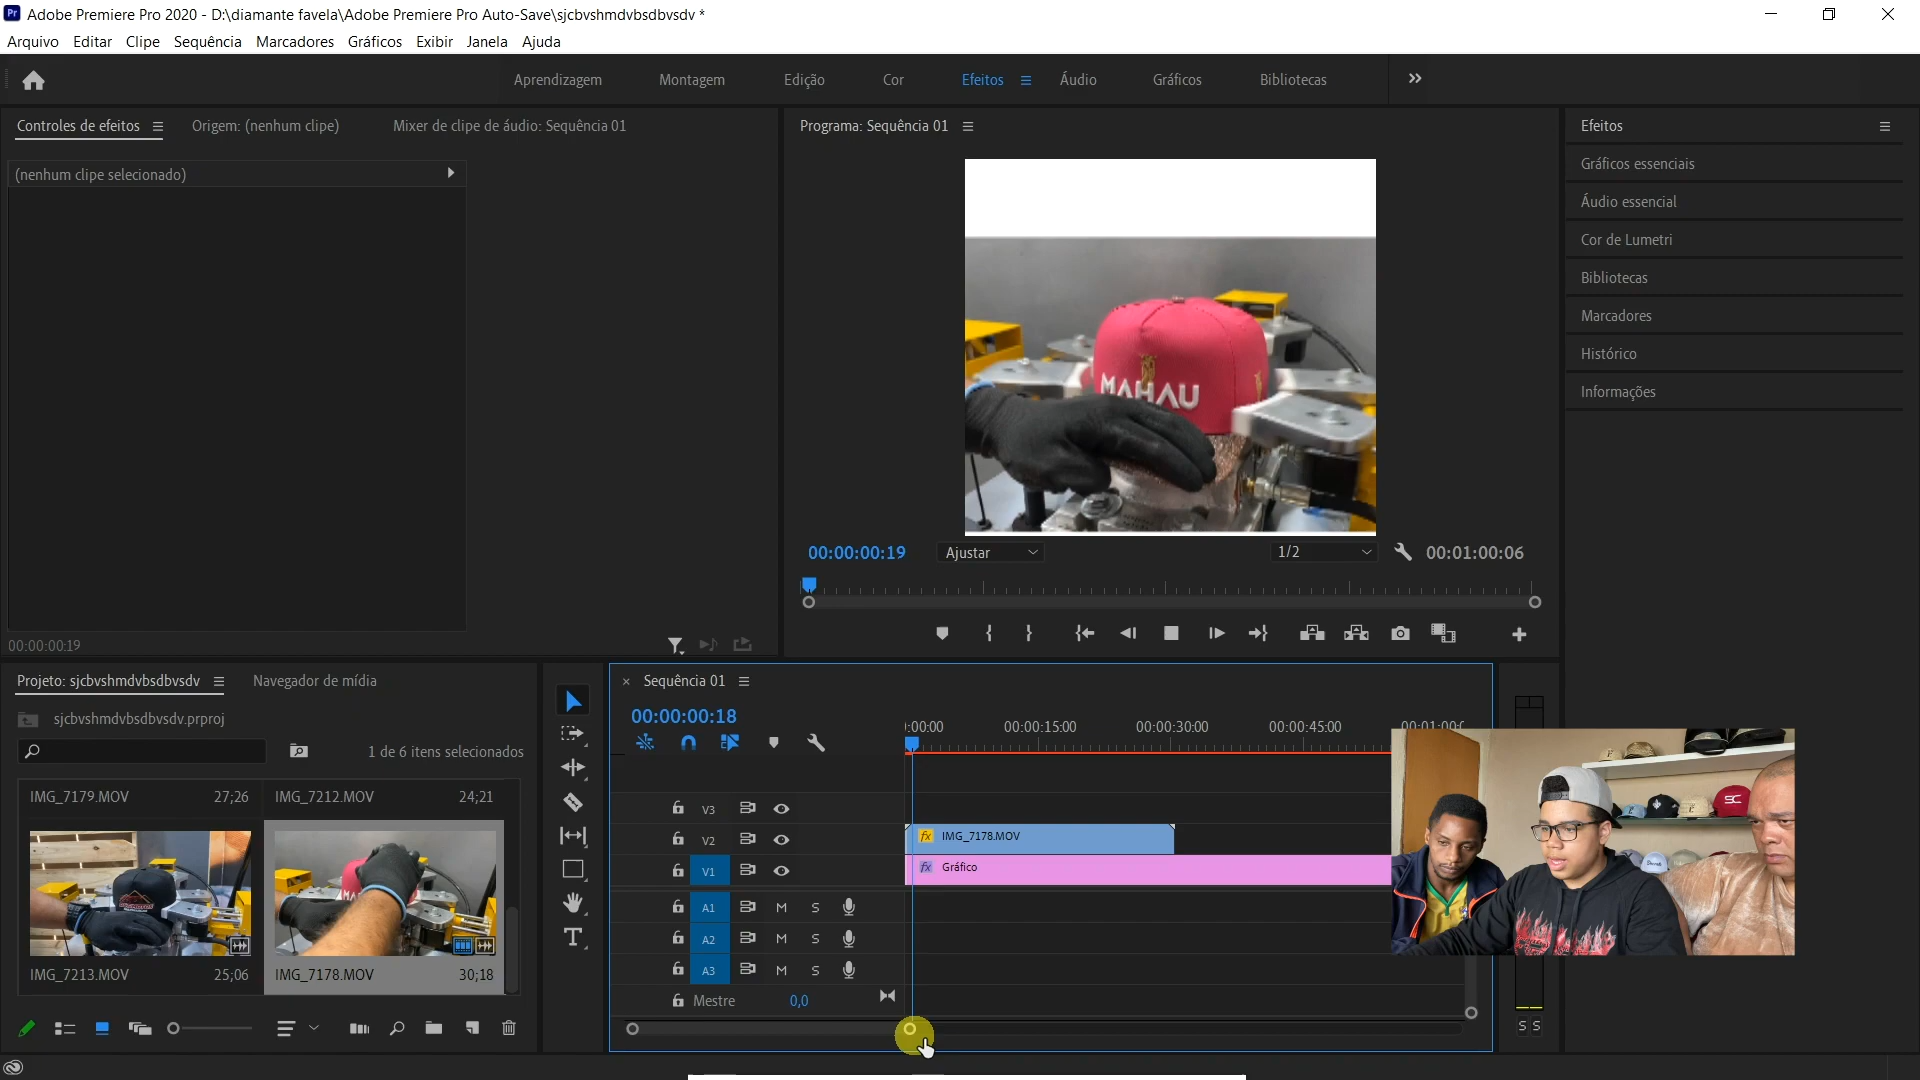 Adobe Premiere Pro 2020 - D:\diamante favela\Adobe Premiere Pro Auto-Save\sjcbvshmdvbsdbvsdv *
Arquivo Editar Clipe Sequência Marcadores Gráficos Exibir Janela Ajuda
Aprendizagem Montagem Edição Cor Efeitos Áudio Gráficos Bibliotecas
Controles de efeitos Origem: (nenhum clipe) Mixer de clipe de áudio: Sequência 01
(nenhum clipe selecionado)
00:00:00:19
Programa: Sequência 01
MAHAU
00:00:00:19 Ajustar 1/2 00:01:00:06
Efeitos
Gráficos essenciais
Áudio essencial
Cor de Lumetri
Bibliotecas
Marcadores
Histórico
Informações
Projeto: sjcbvshmdvbsdbvsdv Navegador de mídia
sjcbvshmdvbsdbvsdv.prproj
1 de 6 itens selecionados
IMG_7179.MOV 27;26 IMG_7212.MOV 24;21
IMG_7213.MOV 25;06 IMG_7178.MOV 30;18
Sequência 01
00:00:00:18
:00:00 00:00:15:00 00:00:30:00 00:00:45:00 00:01:00:
V3
V2 fx IMG_7178.MOV
V1 fx Gráfico
A1 M S
A2 M S
A3 M S
Mestre 0,0
S S
SC